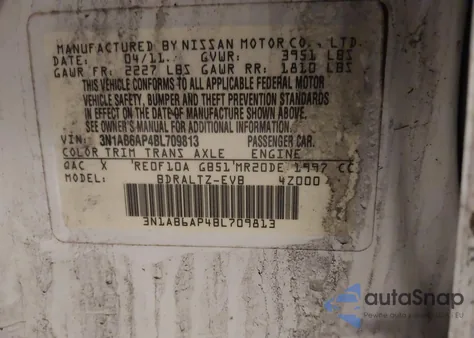 MANUFACTURED BY NISSAN MOTOR CO., LTD.
DATE: 04/11 GVWR: 3951 LBS
GAWR FR: 2227 LBS GAWR RR: 1810 LBS
THIS VEHICLE CONFORMS TO ALL APPLICABLE FEDERAL MOTOR
VEHICLE SAFETY, BUMPER AND THEFT PREVENTION STANDARDS
IN EFFECT ON THE DATE OF MANUFACTURE SHOWN ABOVE.
SEE OWNER'S MANUAL FOR ADDITIONAL INFORMATION
VIN: 3N1AB6AP4BL709813 PASSENGER CAR.
COLOR TRIM TRANS AXLE ENGINE
QAC X RE0F10A GB51 MR20DE 1997 CC
MODEL: BDRALTZ-EVB 4Z000
3N1AB6AP4BL709813
autoSnap